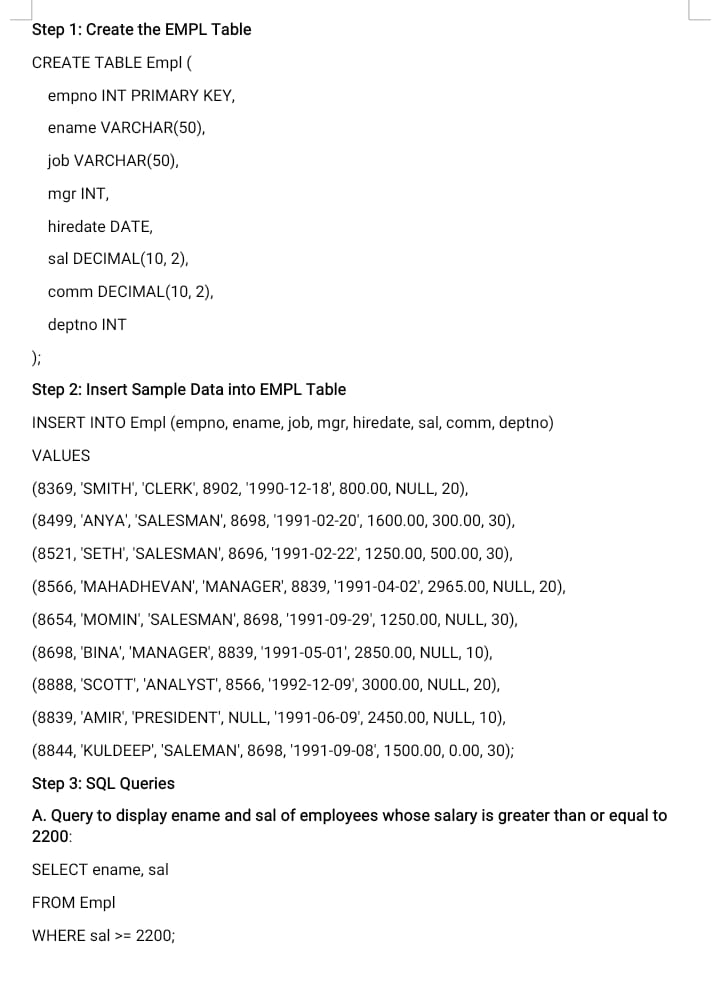 Step 1: Create the EMPL Table
CREATE TABLE Empl (
empno INT PRIMARY KEY,
ename VARCHAR(50),
job VARCHAR(50),
mgr INT,
hiredate DATE,
sal DECIMAL(10, 2),
comm DECIMAL(10, 2),
deptno INT
);
Step 2: Insert Sample Data into EMPL Table
INSERT INTO Empl (empno, ename, job, mgr, hiredate, sal, comm, deptno)
VALUES
(8369, 'SMITH', 'CLERK', 8902, '1990-12-18', 800.00, NULL, 20),
(8499, 'ANYA', 'SALESMAN', 8698, '1991-02-20', 1600.00, 300.00, 30),
(8521, 'SETH', 'SALESMAN', 8696, '1991-02-22', 1250.00, 500.00, 30),
(8566, 'MAHADHEVAN', 'MANAGER', 8839, '1991-04-02', 2965.00, NULL, 20),
(8654, 'MOMIN', 'SALESMAN', 8698, '1991-09-29', 1250.00, NULL, 30),
(8698, 'BINA', 'MANAGER', 8839, '1991-05-01', 2850.00, NULL, 10),
(8888, 'SCOTT', 'ANALYST', 8566, '1992-12-09', 3000.00, NULL, 20),
(8839, 'AMIR', 'PRESIDENT', NULL, '1991-06-09', 2450.00, NULL, 10),
(8844, 'KULDEEP', 'SALEMAN', 8698, '1991-09-08', 1500.00, 0.00, 30);
Step 3: SQL Queries
A. Query to display ename and sal of employees whose salary is greater than or equal to
2200:
SELECT ename, sal
FROM Empl
WHERE sal >= 2200;